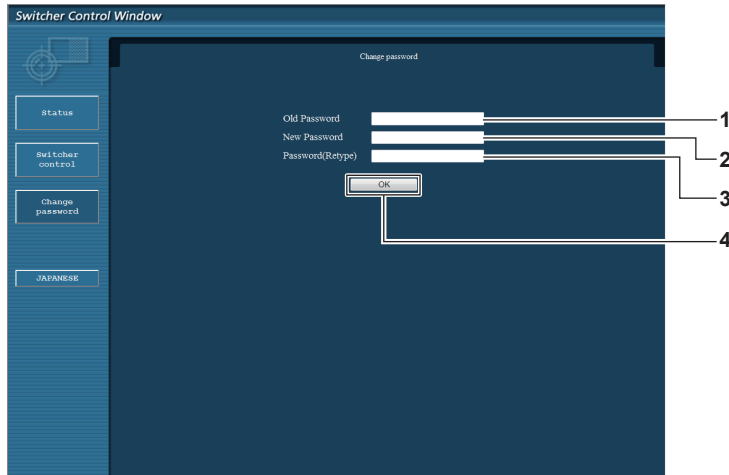 Switcher Control Window
Change password
Status
Switcher
control
Change
password
JAPANESE
Old Password
New Password
Password(Retype)
OK
1
2
3
4